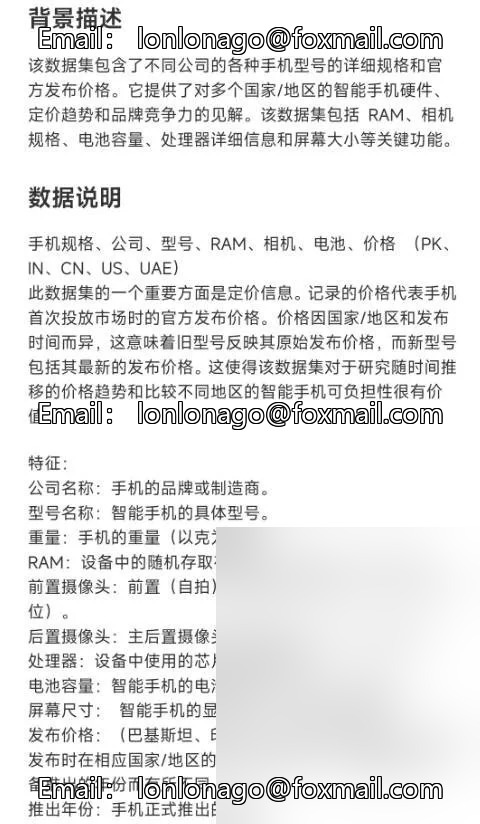 背景描述
Email: lonlonago@foxmail.com
该数据集包含了不同公司的各种手机型号的详细规格和官
方发布价格。它提供了对多个国家/地区的智能手机硬件、
定价趋势和品牌竞争力的见解。该数据集包括 RAM、相机
规格、电池容量、处理器详细信息和屏幕大小等关键功能。
数据说明
手机规格、公司、型号、RAM、相机、电池、价格 （PK、
IN、CN、US、UAE）
此数据集的一个重要方面是定价信息。记录的价格代表手机
首次投放市场时的官方发布价格。价格因国家/地区和发布
时间而异，这意味着旧型号反映其原始发布价格，而新型号
包括其最新的发布价格。这使得该数据集对于研究随时间推
移的价格趋势和比较不同地区的智能手机可负担性很有价
值
Email: lonlonago@foxmail.com
特征：
公司名称：手机的品牌或制造商。
型号名称：智能手机的具体型号。
重量：手机的重量（以克
RAM：设备中的随机存取
前置摄像头：前置（自拍）
位）。
后置摄像头：主后置摄像
处理器：设备中使用的芯
电池容量：智能手机的电
屏幕尺寸： 智能手机的显
发布价格：（巴基斯坦、
发布时在相应国家/地区的
Email: lonlonago@foxmail.com
推出年份：手机正式推出